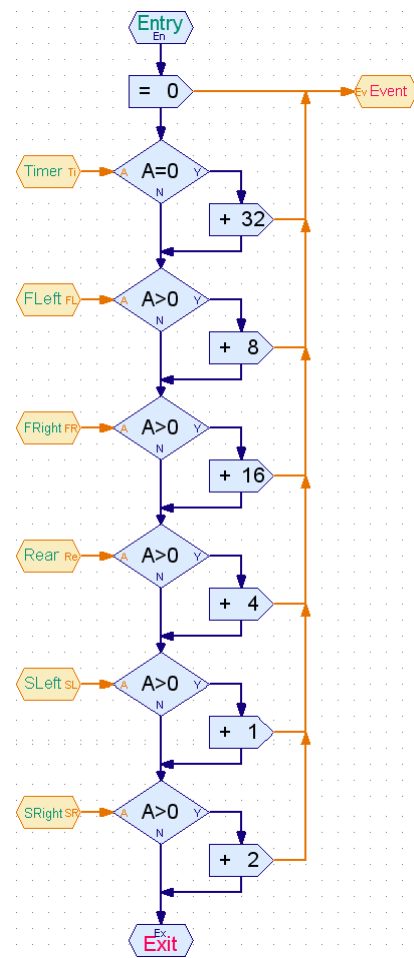 Entry
En
= 0
Ev Event
Timer Ti
A A=0 Y
N
+ 32
FLeft FL
A A>0 Y
N
+ 8
FRight FR
A A>0 Y
N
+ 16
Rear Re
A A>0 Y
N
+ 4
SLeft SL
A A>0 Y
N
+ 1
SRight SR
A A>0 Y
N
+ 2
Ex
Exit